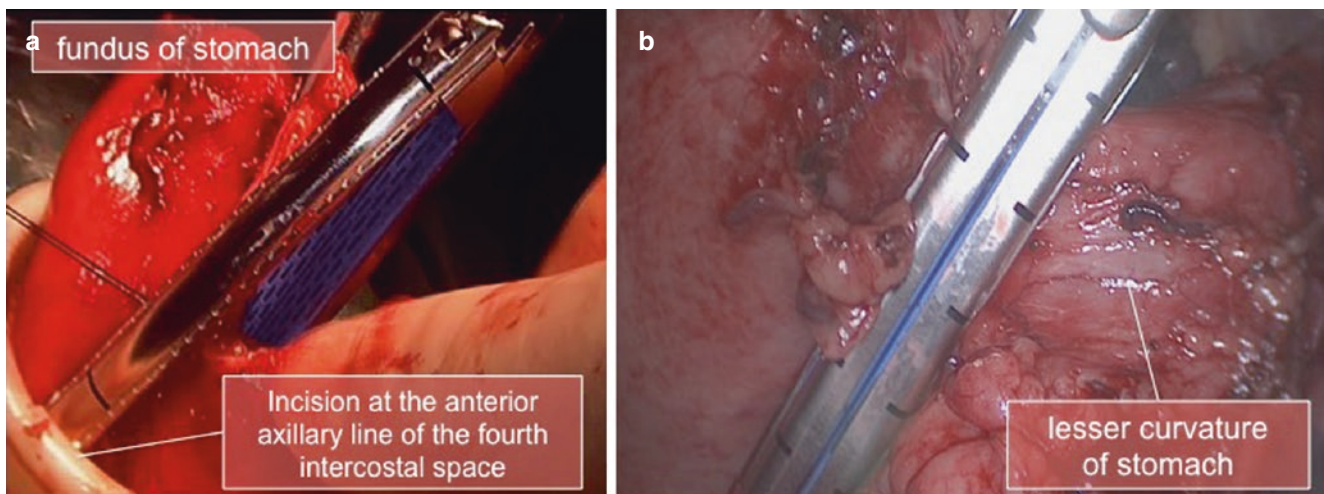 a
fundus of stomach
Incision at the anterior
axillary line of the fourth
intercostal space
b
lesser curvature
of stomach